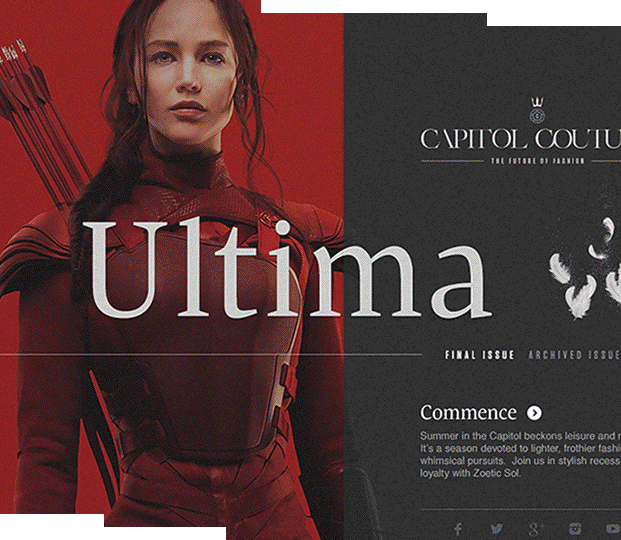 CAPITOL COUTU
THE FUTURE OF FASHION
Ultima
FINAL ISSUE ARCHIVED ISSUE
Commence
Summer in the Capitol beckons leisure and r
It's a season devoted to lighter, frothier fashi
whimsical pursuits. Join us in stylish recess
loyalty with Zoetic Sol.